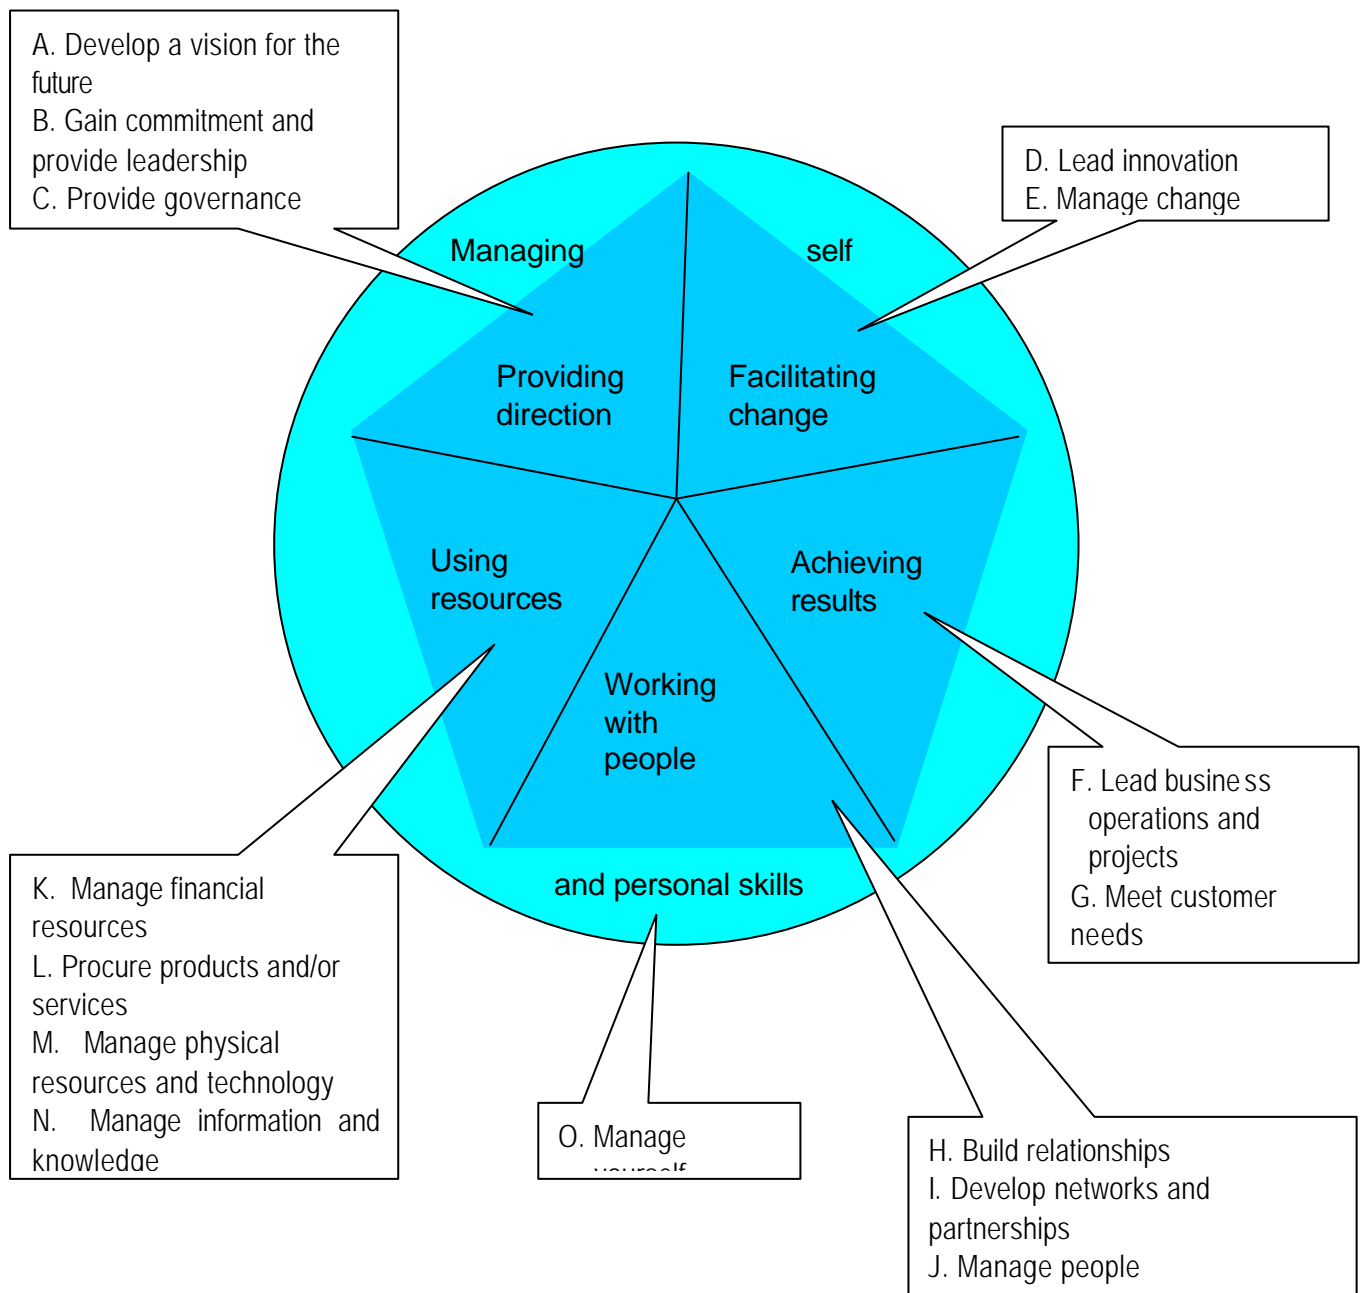 A. Develop a vision for the
future
B. Gain commitment and
provide leadership
C. Provide governance
D. Lead innovation
E. Manage change
Managing
self
Providing
direction
Facilitating
change
Using
resources
Achieving
results
Working
with
people
and personal skills
F. Lead business
operations and
projects
G. Meet customer
needs
K. Manage financial
resources
L. Procure products and/or
services
M. Manage physical
resources and technology
N. Manage information and
knowledge
O. Manage
yourself
H. Build relationships
I. Develop networks and
partnerships
J. Manage people